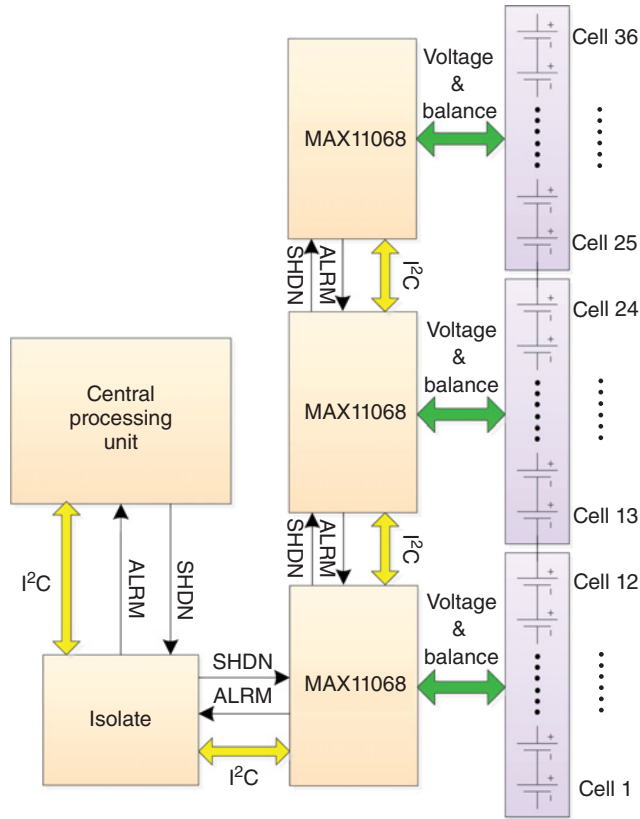 Cell 36
Voltage
&
balance
MAX11068
Cell 25
SHDN
ALRM
I²C
Cell 24
Voltage
&
balance
MAX11068
Central
processing
unit
Cell 13
SHDN
ALRM
I²C
Cell 12
I²C
ALRM
SHDN
Voltage
&
balance
SHDN
MAX11068
ALRM
Isolate
I²C
Cell 1